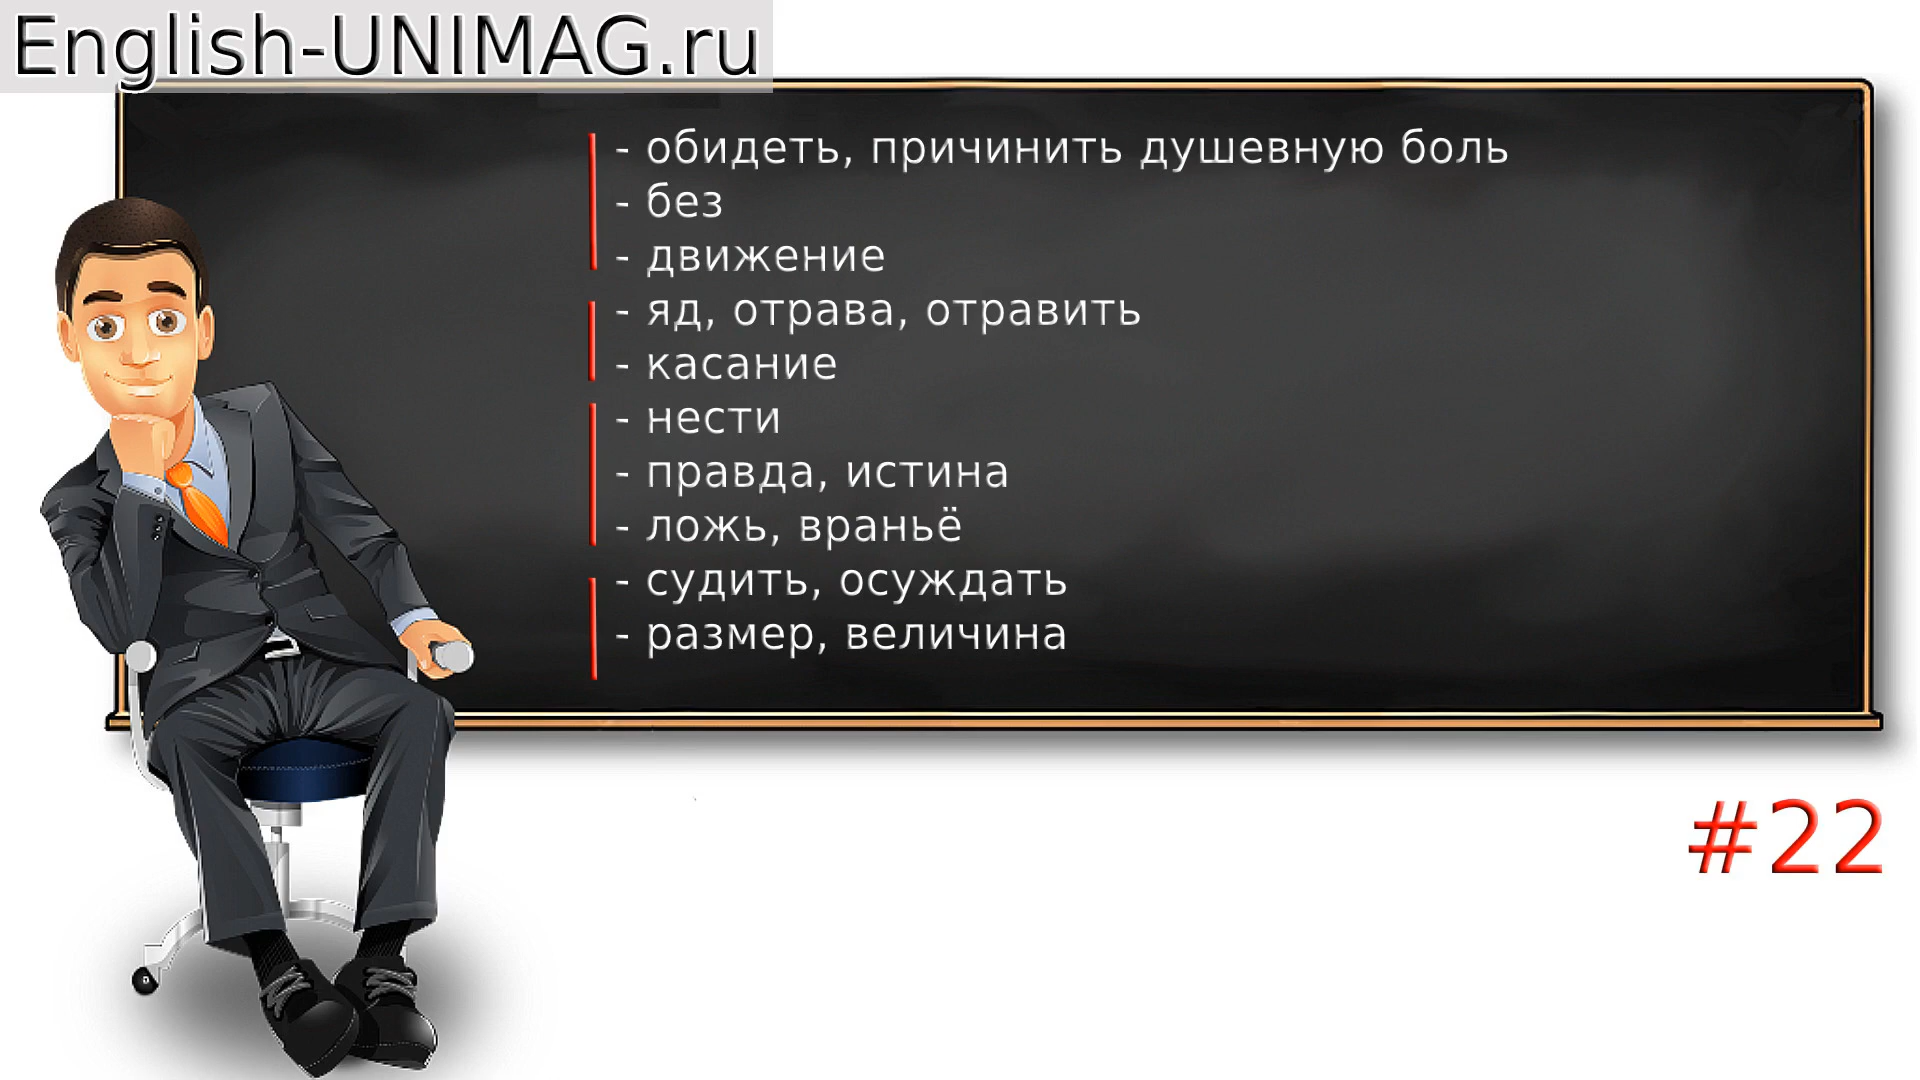 English-UNIMAG.ru
- обидеть, причинить душевную боль
- без
- движение
- яд, отрава, отравить
- касание
- нести
- правда, истина
- ложь, враньё
- судить, осуждать
- размер, величина
#22